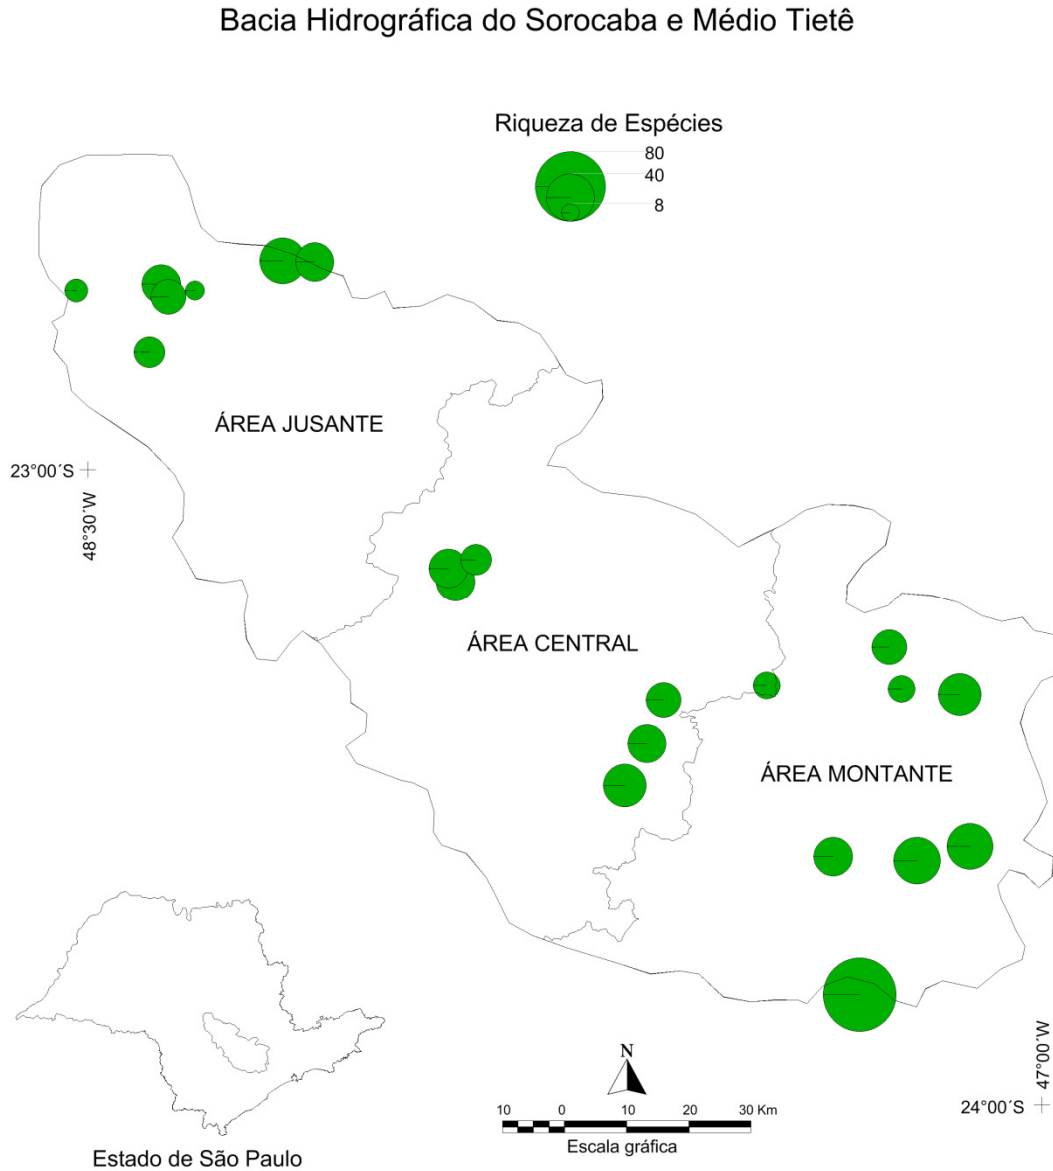 Bacia Hidrográfica do Sorocaba e Médio Tietê
Riqueza de Espécies
80
40
8
ÁREA JUSANTE
23°00´S
48°30´W
ÁREA CENTRAL
ÁREA MONTANTE
47°00´W
24°00´S
N
10 0 10 20 30 Km
Escala gráfica
Estado de São Paulo